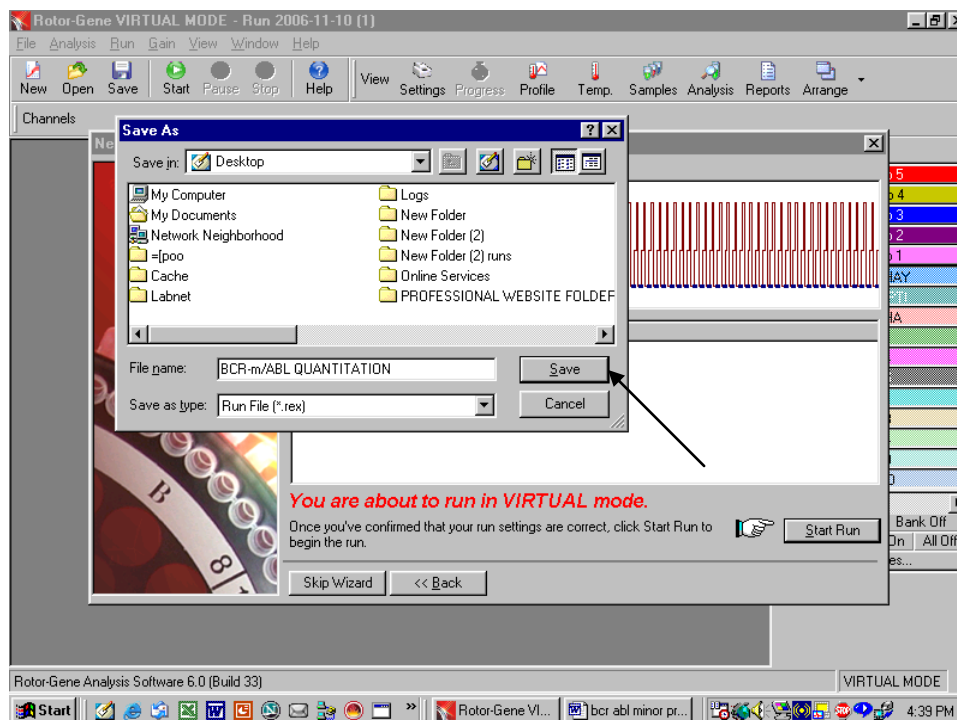 Rotor-Gene VIRTUAL MODE - Run 2006-11-10 (1)
File Analysis Run Gain View Window Help
New Open Save Start Pause Stop Help View Settings Progress Profile Temp. Samples Analysis Reports Arrange
Channels
Ne
Save As
Save in: Desktop
My Computer
My Documents
Network Neighborhood
=[poo
Cache
Labnet
Logs
New Folder
New Folder (2)
New Folder (2) runs
Online Services
PROFESSIONAL WEBSITE FOLDER
File name: BCR-m/ABL QUANTITATION Save
Save as type: Run File (*.rex) Cancel
5
4
3
2
1
HA
B
8
1
You are about to run in VIRTUAL mode.
Once you've confirmed that your run settings are correct, click Start Run to
begin the run.
Start Run
Skip Wizard << Back
Bank Off
On All Off
es...
Rotor-Gene Analysis Software 6.0 (Build 33) VIRTUAL MODE
Start » Rotor-Gene VI... bcr abl minor pr... 4:39 PM